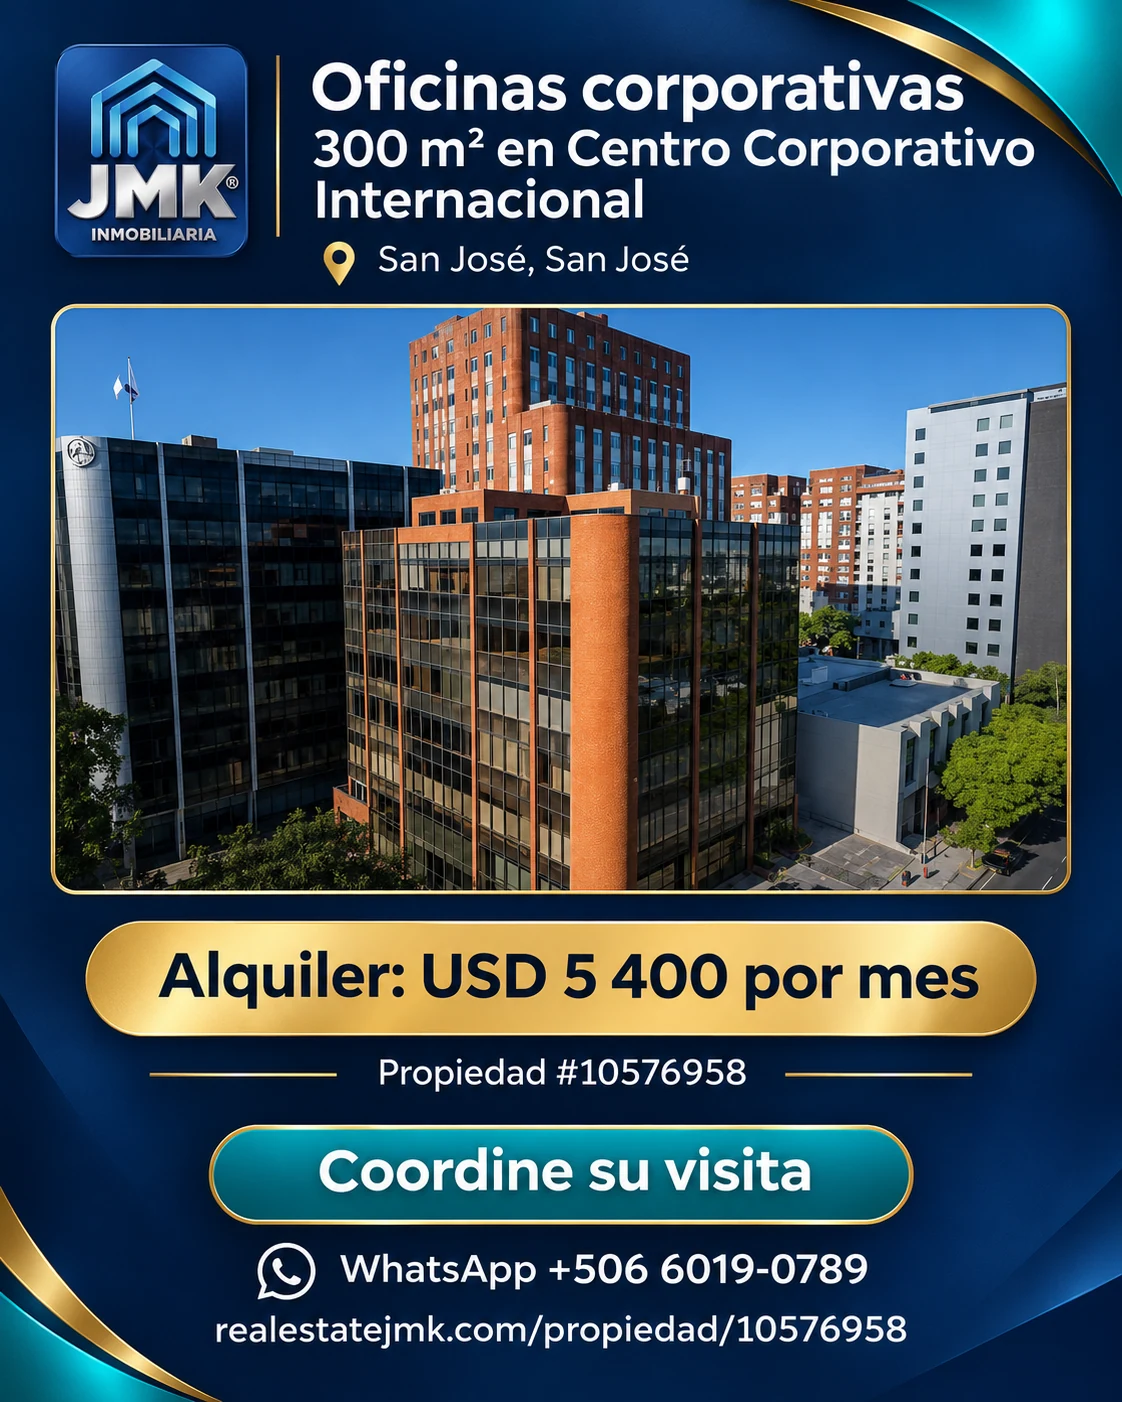 JMK®
INMOBILIARIA
Oficinas corporativas
300 m² en Centro Corporativo
Internacional
San José, San José
Alquiler: USD 5 400 por mes
Propiedad #10576958
Coordine su visita
WhatsApp +506 6019-0789
realestatejmk.com/propiedad/10576958